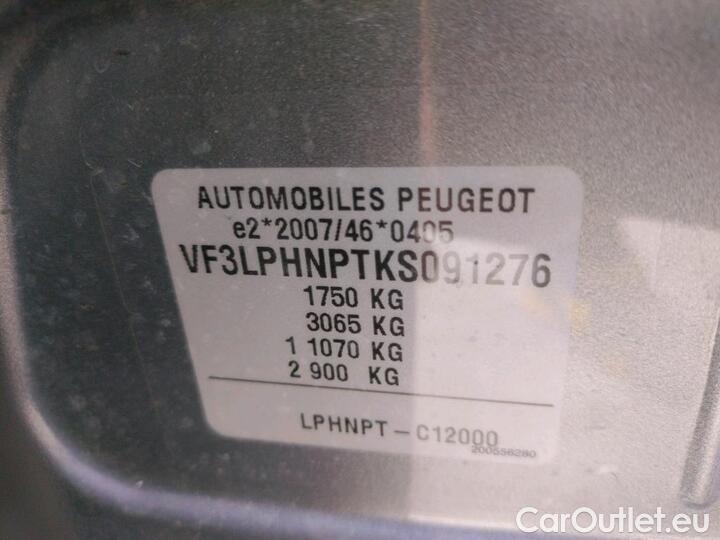 AUTOMOBILES PEUGEOT
e2*2007/46*0405
VF3LPHNPTKS091276
1750 KG
3065 KG
1 1070 KG
2 900 KG
LPHNPT – C12000
200556280
CarOutlet.eu